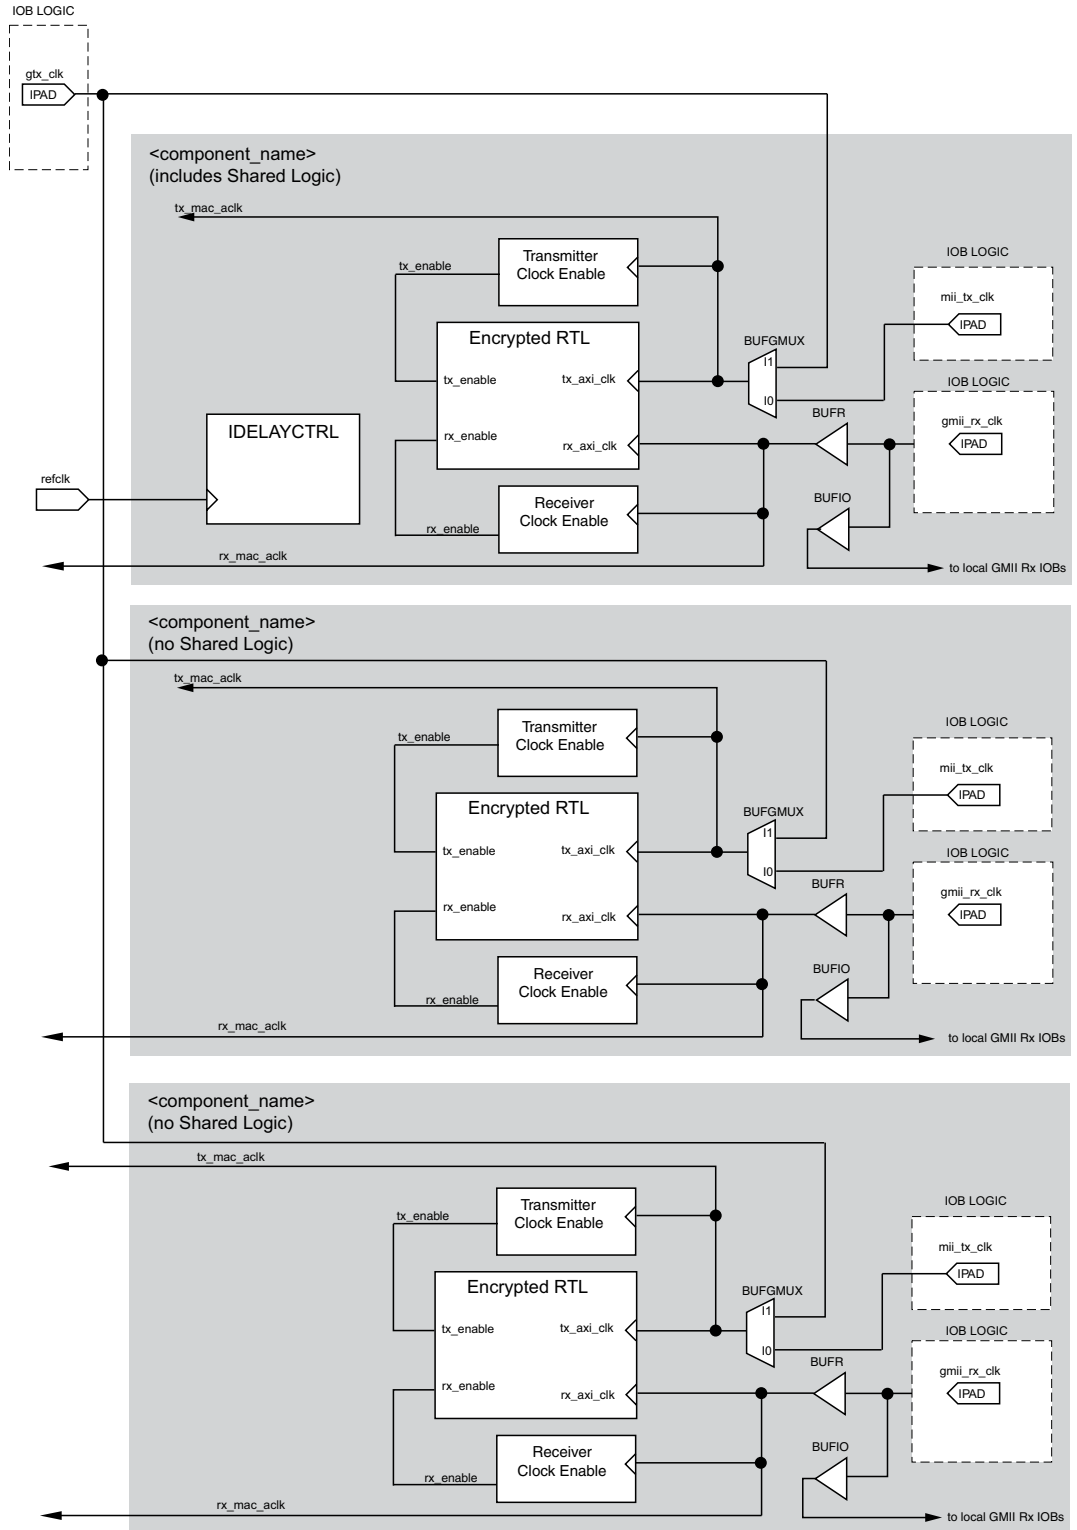 IOB LOGIC
gtx_clk
IPAD
<component_name>
(includes Shared Logic)
tx_mac_aclk
Transmitter
Clock Enable
tx_enable
IOB LOGIC
mii_tx_clk
IPAD
Encrypted RTL
BUFGMUX
I1
I0
tx_enable
tx_axi_clk
IOB LOGIC
BUFR
gmii_rx_clk
IPAD
rx_enable
rx_axi_clk
IDELAYCTRL
refclk
Receiver
Clock Enable
BUFIO
rx_enable
rx_mac_aclk
to local GMII Rx IOBs
<component_name>
(no Shared Logic)
tx_mac_aclk
Transmitter
Clock Enable
tx_enable
IOB LOGIC
mii_tx_clk
IPAD
Encrypted RTL
BUFGMUX
I1
I0
tx_enable
tx_axi_clk
IOB LOGIC
BUFR
gmii_rx_clk
IPAD
rx_enable
rx_axi_clk
Receiver
Clock Enable
BUFIO
rx_enable
rx_mac_aclk
to local GMII Rx IOBs
<component_name>
(no Shared Logic)
tx_mac_aclk
Transmitter
Clock Enable
tx_enable
IOB LOGIC
mii_tx_clk
IPAD
Encrypted RTL
BUFGMUX
I1
I0
tx_enable
tx_axi_clk
IOB LOGIC
BUFR
gmii_rx_clk
IPAD
rx_enable
rx_axi_clk
Receiver
Clock Enable
BUFIO
rx_enable
rx_mac_aclk
to local GMII Rx IOBs